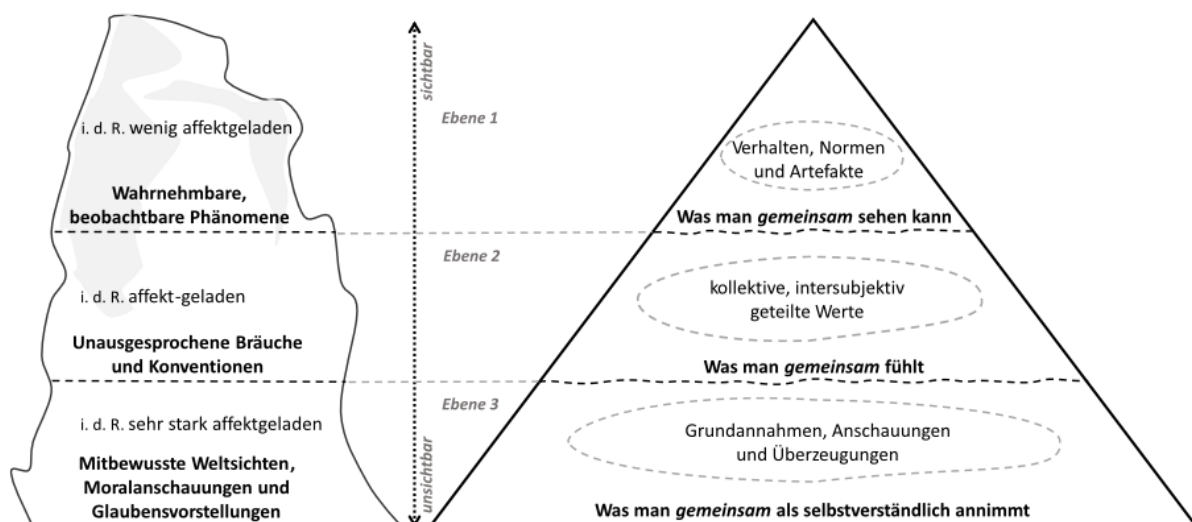 sichtbar
Ebene 1
i. d. R. wenig affektgeladen
Verhalten, Normen
und Artefakte
Wahrnehmbare,
beobachtbare Phänomene
Was man gemeinsam sehen kann
Ebene 2
i. d. R. affekt-geladen
kollektive, intersubjektiv
geteilte Werte
Unausgesprochene Bräuche
und Konventionen
Was man gemeinsam fühlt
Ebene 3
i. d. R. sehr stark affektgeladen
Grundannahmen, Anschauungen
und Überzeugungen
Mitbewusste Weltsichten,
Moralanschauungen und
Glaubensvorstellungen
unsichtbar
Was man gemeinsam als selbstverständlich annimmt